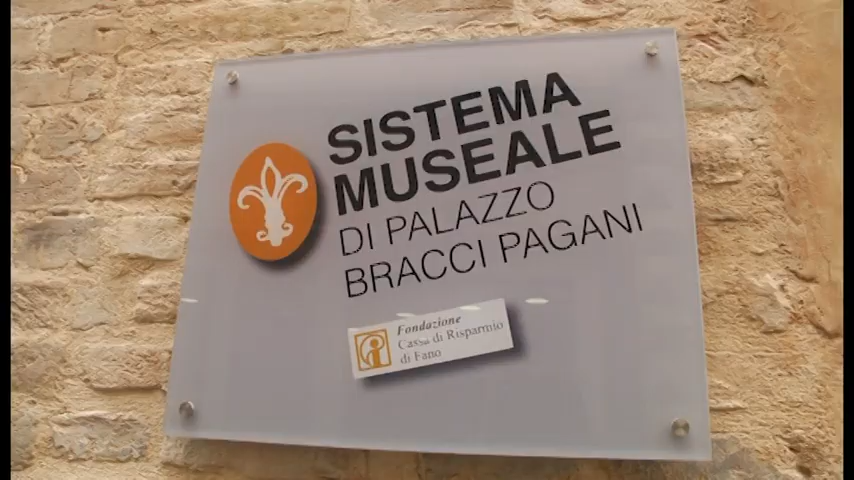 SISTEMA
MUSEALE
DI PALAZZO
BRACCI PAGANI
Fondazione
Cassa di Risparmio
di Fano